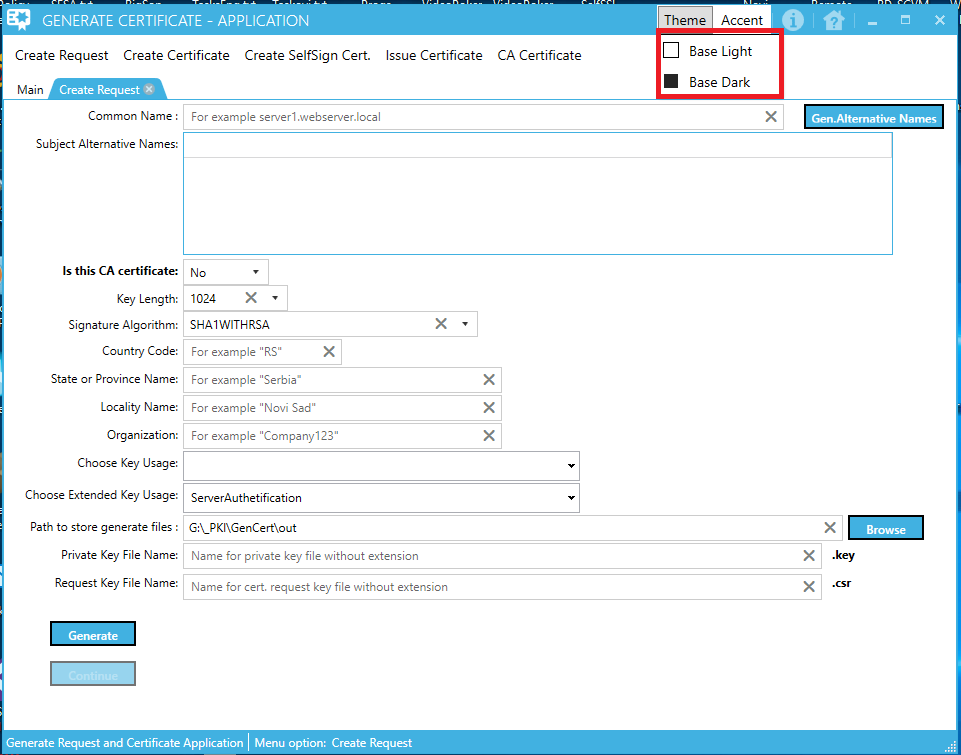 GENERATE CERTIFICATE - APPLICATION
Theme Accent
Create Request Create Certificate Create SelfSign Cert. Issue Certificate CA Certificate
Base Light
Base Dark
Main Create Request
Common Name : For example server1.webserver.local Gen.Alternative Names
Subject Alternative Names:
Is this CA certificate: No
Key Length: 1024
Signature Algorithm: SHA1WITHRSA
Country Code: For example "RS"
State or Province Name: For example "Serbia"
Locality Name: For example "Novi Sad"
Organization: For example "Company123"
Choose Key Usage:
Choose Extended Key Usage: ServerAuthetification
Path to store generate files : G:\_PKI\GenCert\out Browse
Private Key File Name: Name for private key file without extension .key
Request Key File Name: Name for cert. request key file without extension .csr
Generate
Continue
Generate Request and Certificate Application Menu option: Create Request